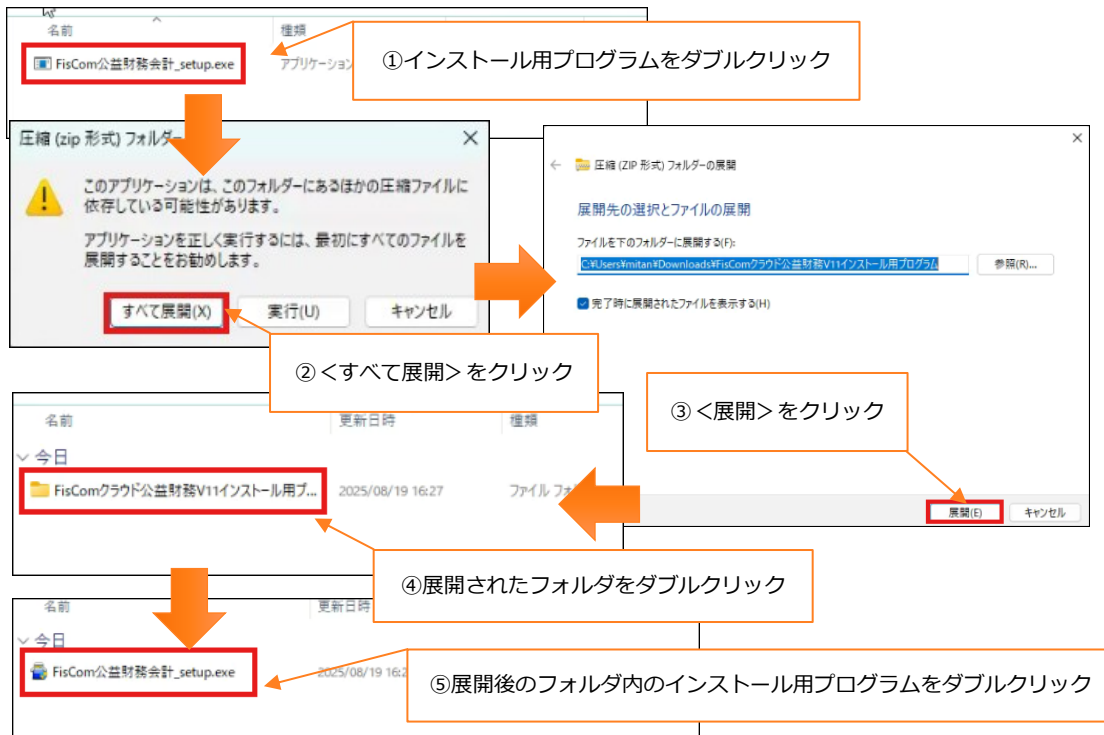 名前
種類
FisCom公益財務会計_setup.exe
アプリケーション
①インストール用プログラムをダブルクリック
圧縮 (zip 形式) フォルダー
このアプリケーションは、このフォルダーにあるほかの圧縮ファイルに
依存している可能性があります。
アプリケーションを正しく実行するには、最初にすべてのファイルを
展開することをお勧めします。
すべて展開(X)
実行(U)
キャンセル
②<すべて展開>をクリック
圧縮 (ZIP 形式) フォルダーの展開
展開先の選択とファイルの展開
ファイルを下のフォルダーに展開する(F):
C:¥Users¥mitan¥Downloads¥FisComクラウド公益財務V11インストール用プログラム
参照(R)...
完了時に展開されたファイルを表示する(H)
③<展開>をクリック
展開(E)
キャンセル
名前
更新日時
種類
今日
FisComクラウド公益財務V11インストール用プ...
2025/08/19 16:27
ファイル フォ
④展開されたフォルダをダブルクリック
名前
更新日時
今日
FisCom公益財務会計_setup.exe
2025/08/19 16:2
⑤展開後のフォルダ内のインストール用プログラムをダブルクリック